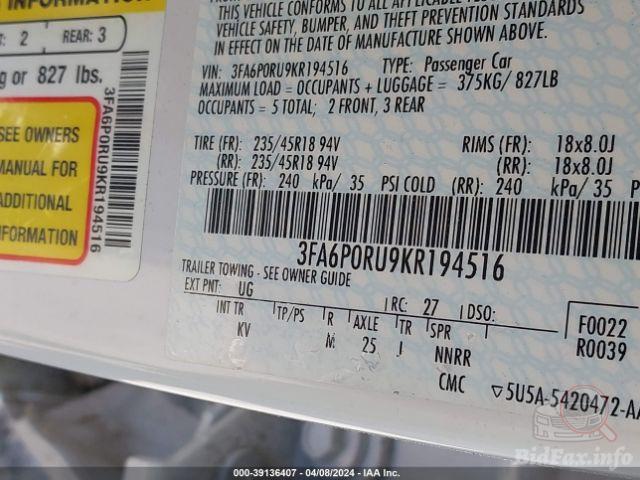 INFORMATION
: 2 REAR: 3
g or 827 lbs.
SEE OWNERS
MANUAL FOR
ADDITIONAL
INFORMATION
3FA6P0RU9KR194516
THIS VEHICLE CONFORMS TO ALL APPLICABLE
VEHICLE SAFETY, BUMPER, AND THEFT PREVENTION STANDARDS
IN EFFECT ON THE DATE OF MANUFACTURE SHOWN ABOVE.
VIN: 3FA6P0RU9KR194516 TYPE: Passenger Car
MAXIMUM LOAD = OCCUPANTS + LUGGAGE = 375KG/ 827LB
OCCUPANTS = 5 TOTAL; 2 FRONT, 3 REAR
TIRE (FR): 235/45R18 94V RIMS (FR): 18x8.0J
(RR): 235/45R18 94V (RR): 18x8.0J
PRESSURE (FR): 240 kPa/ 35 PSI COLD (RR): 240 kPa/ 35
3FA6P0RU9KR194516
TRAILER TOWING - SEE OWNER GUIDE
EXT PNT: UG RC: 27 DSO: F0022
INT TR TP/PS R AXLE TR SPR R0039
KV M 25 J NNRR
CMC ▽5U5A-5420472-AA
BidFax.info
000-39136407 - 04/08/2024 - IAA Inc.